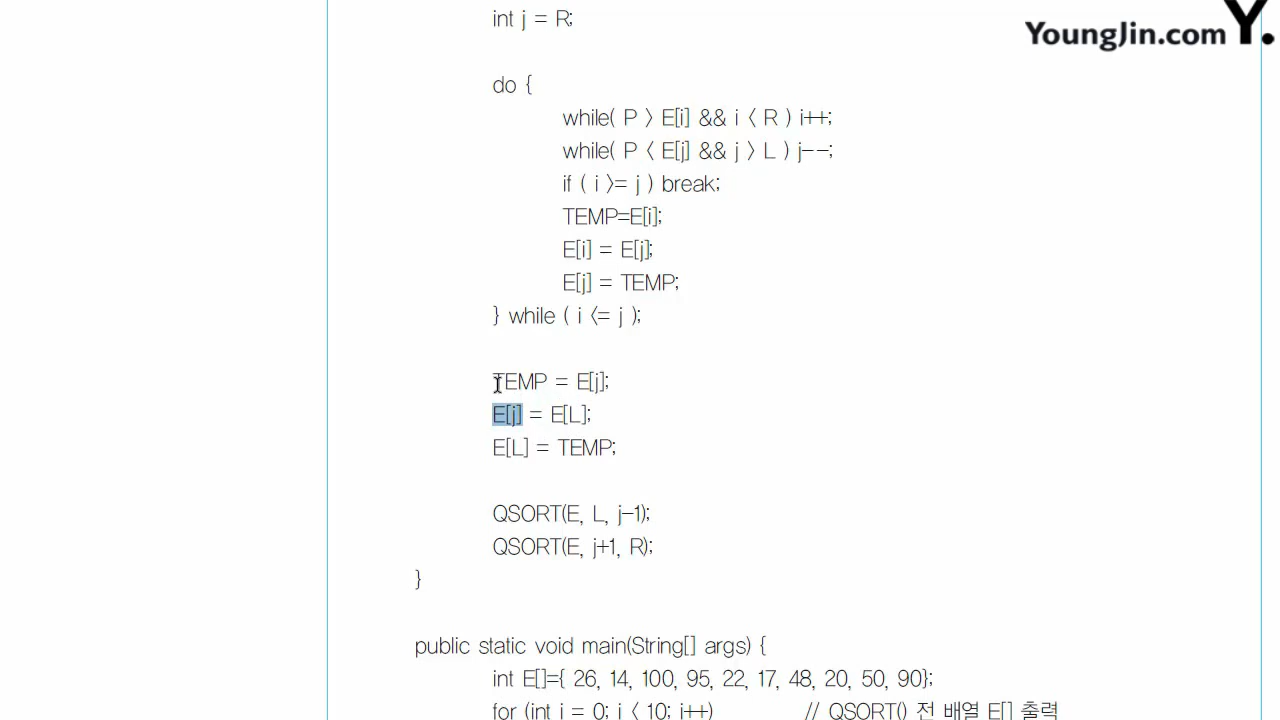 int j = R;
YoungJin.com Y.
do {
while( P > E[i] && i < R ) i++;
while( P < E[j] && j > L ) j--;
if ( i >= j ) break;
TEMP=E[i];
E[i] = E[j];
E[j] = TEMP;
} while ( i <= j );
TEMP = E[j];
E[j] = E[L];
E[L] = TEMP;
QSORT(E, L, j-1);
QSORT(E, j+1, R);
}
public static void main(String[] args) {
int E[]={ 26, 14, 100, 95, 22, 17, 48, 20, 50, 90};
for (int i = 0; i < 10; i++) // QSORT() 전 배열 E[] 출력